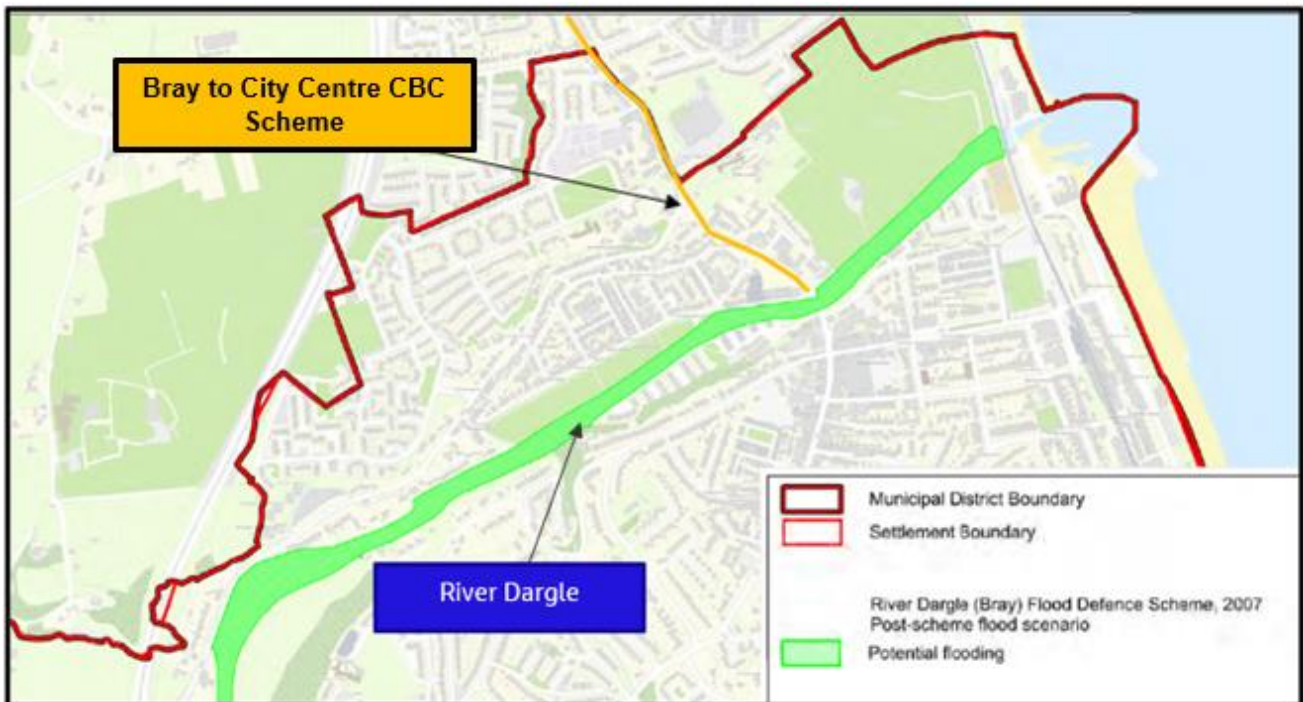 Bray to City Centre CBC
Scheme
River Dargle
Municipal District Boundary
Settlement Boundary
River Dargle (Bray) Flood Defence Scheme, 2007
Post-scheme flood scenario
Potential flooding